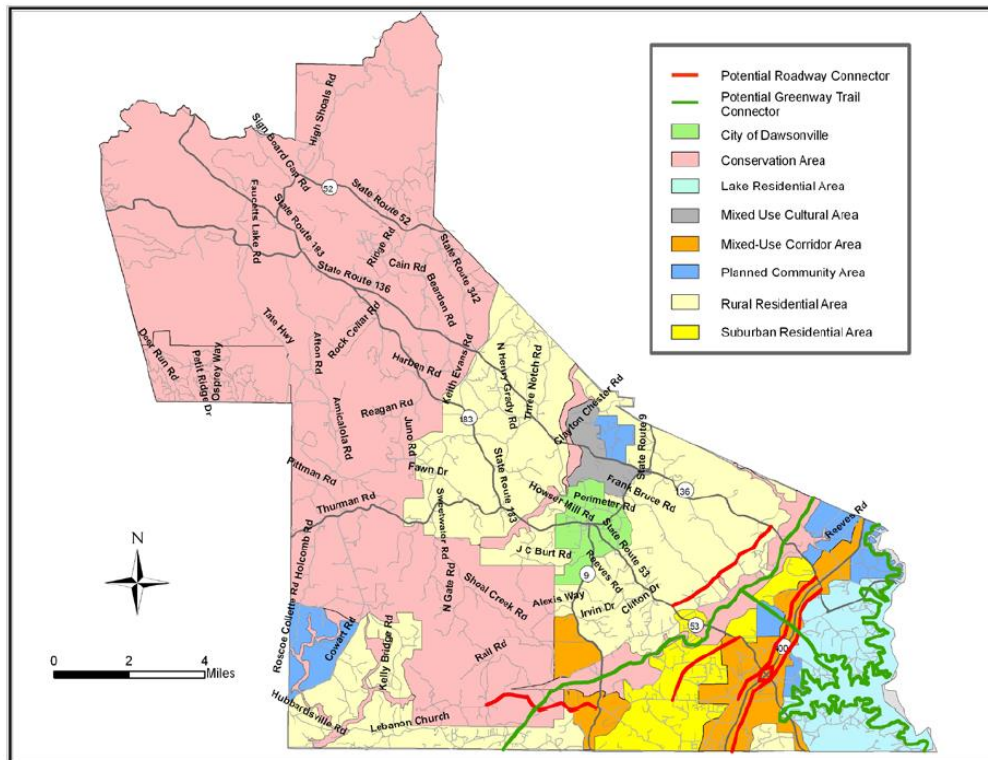 Potential Roadway Connector
Potential Greenway Trail
Connector
City of Dawsonville
Conservation Area
Lake Residential Area
Mixed Use Cultural Area
Mixed-Use Corridor Area
Planned Community Area
Rural Residential Area
Suburban Residential Area
High Shoals Rd
Sign Board Gap Rd
52
State Route 52
Faucetts Lake Rd
State Route 183
Ridge Rd
Cain Rd
State Route 342
State Route 136
Bearden Rd
Tate Hwy
Rock Cellar Rd
Afton Rd
Deer Run Rd
Petit Ridge Dr
Osprey Way
Harben Rd
Keith Evans Rd
N Henry Grady Rd
Three Notch Rd
Amicalola Rd
Reagan Rd
Juno Rd
183
Clayton Chester Rd
State Route 9
Fawn Dr
Pittman Rd
State Route 183
Frank Bruce Rd
136
Thurman Rd
Sweetwater Rd
Howser Mill Rd
Perimeter Rd
Reeves Rd
State Route 53
J C Burt Rd
Reeves Rd
9
N
Roscoe Collette Rd
Holcomb Rd
N Gate Rd
Shoal Creek Rd
Alexis Way
Irvin Dr
Clifton Dr
53
400
Cowart Rd
Kelly Bridge Rd
Rail Rd
Hubbardsville Rd
Lebanon Church
0 2 4
Miles